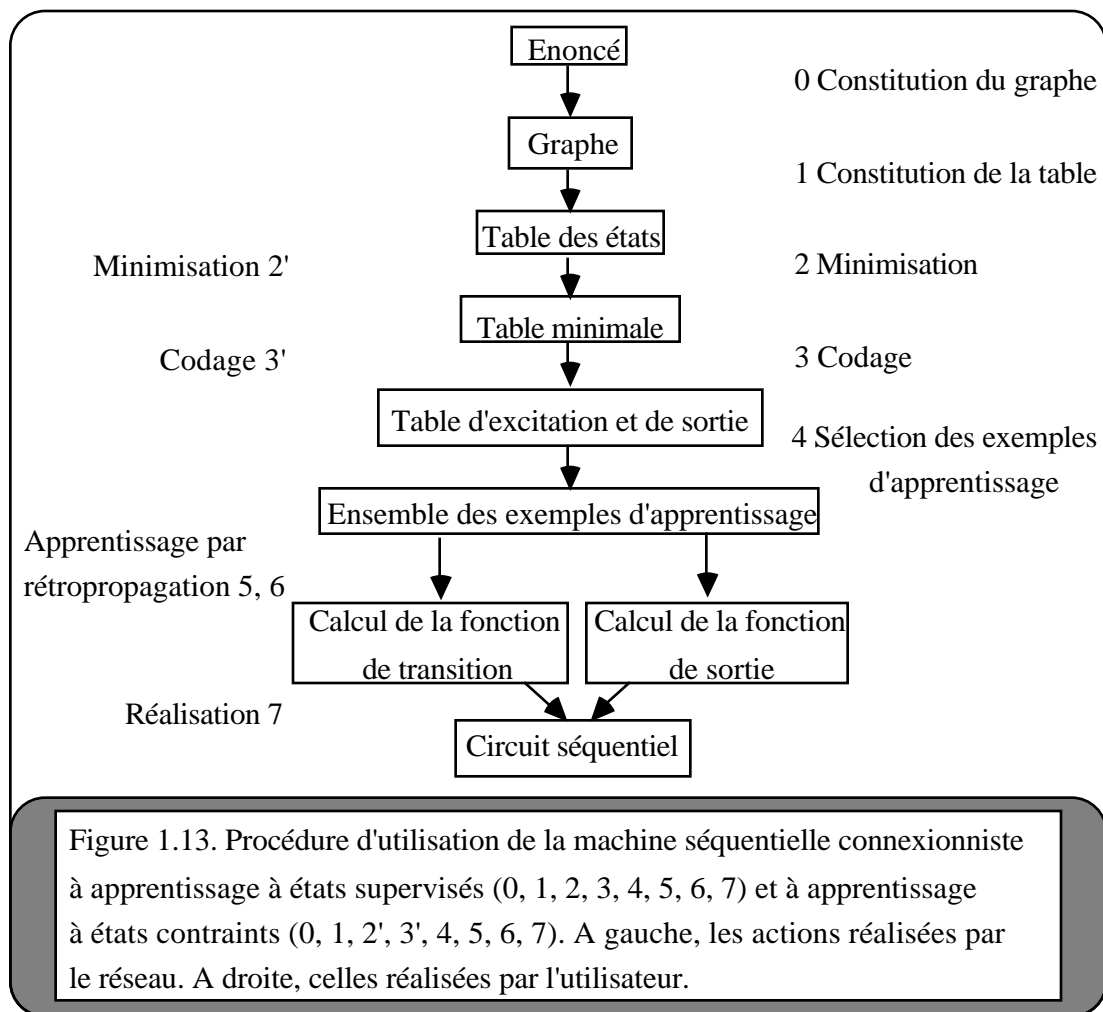 Enoncé
0 Constitution du graphe
Graphe
1 Constitution de la table
Table des états
Minimisation 2'
2 Minimisation
Table minimale
Codage 3'
3 Codage
Table d'excitation et de sortie
4 Sélection des exemples
d'apprentissage
Ensemble des exemples d'apprentissage
Apprentissage par
rétropropagation 5, 6
Calcul de la fonction
de transition
Calcul de la fonction
de sortie
Réalisation 7
Circuit séquentiel
Figure 1.13. Procédure d'utilisation de la machine séquentielle connexionniste
à apprentissage à états supervisés (0, 1, 2, 3, 4, 5, 6, 7) et à apprentissage
à états contraints (0, 1, 2', 3', 4, 5, 6, 7). A gauche, les actions réalisées par
le réseau. A droite, celles réalisées par l'utilisateur.